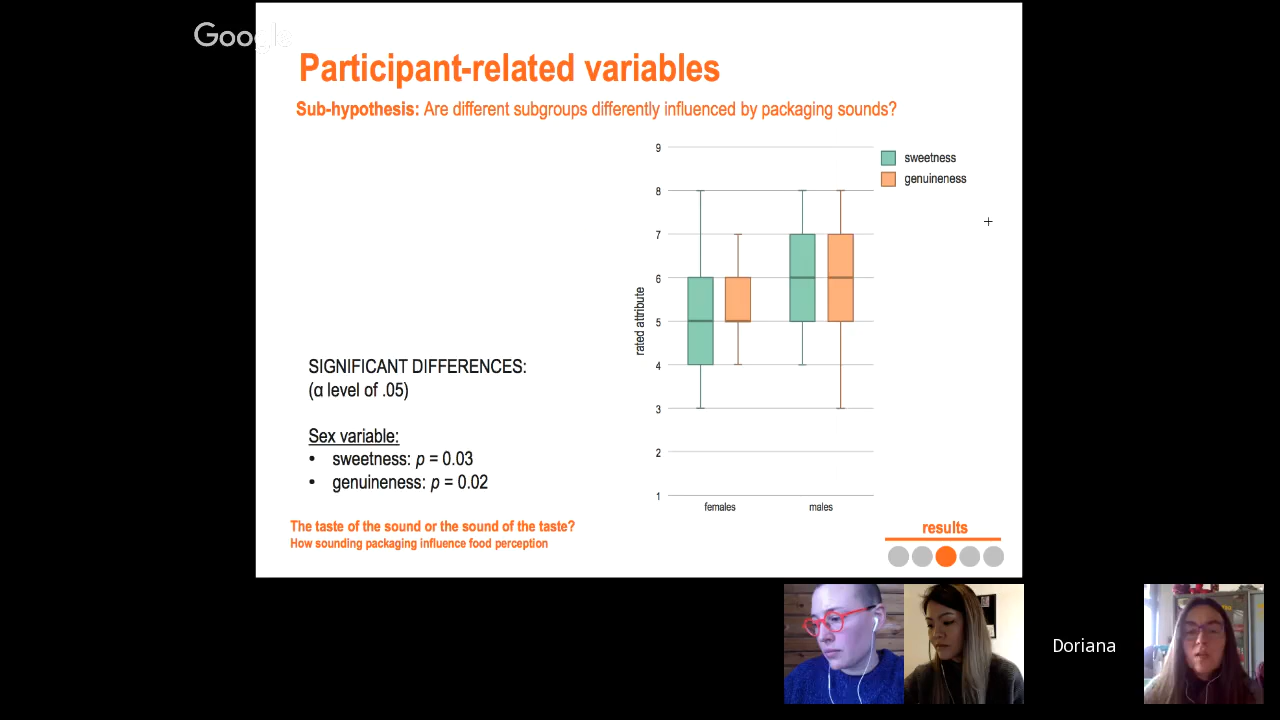 Google
Participant-related variables
Sub-hypothesis: Are different subgroups differently influenced by packaging sounds?
9
8
7
6
5
4
3
2
1
rated attribute
females
males
sweetness
genuineness
SIGNIFICANT DIFFERENCES:
(α level of .05)
Sex variable:
• sweetness: p = 0.03
• genuineness: p = 0.02
The taste of the sound or the sound of the taste?
How sounding packaging influence food perception
results
Doriana